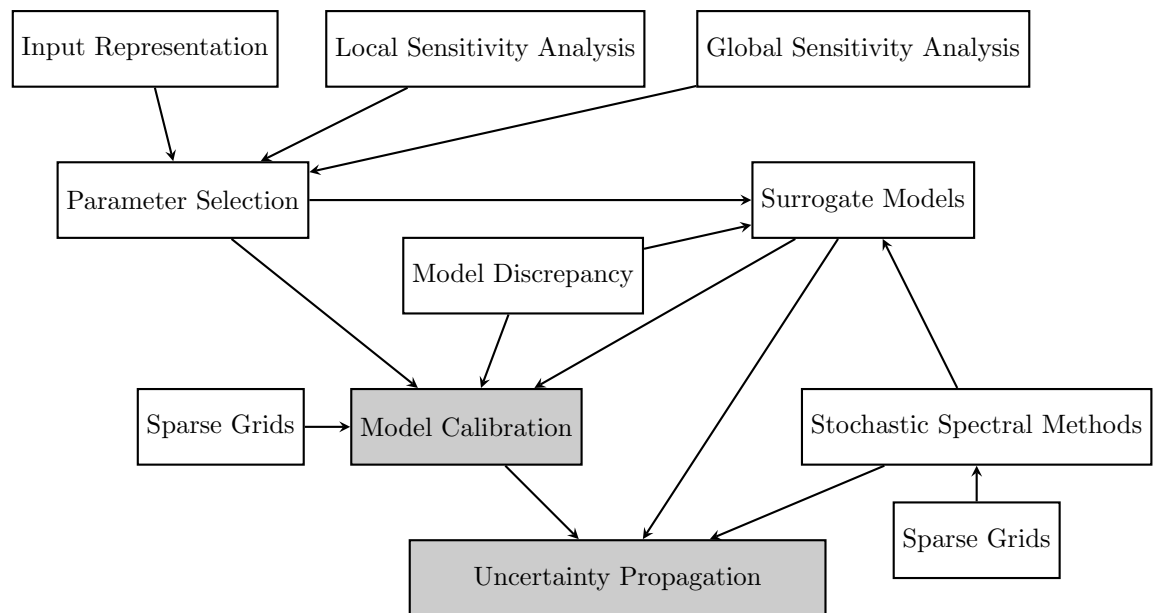 Input Representation
Local Sensitivity Analysis
Global Sensitivity Analysis
Parameter Selection
Surrogate Models
Model Discrepancy
Sparse Grids
Model Calibration
Stochastic Spectral Methods
Sparse Grids
Uncertainty Propagation